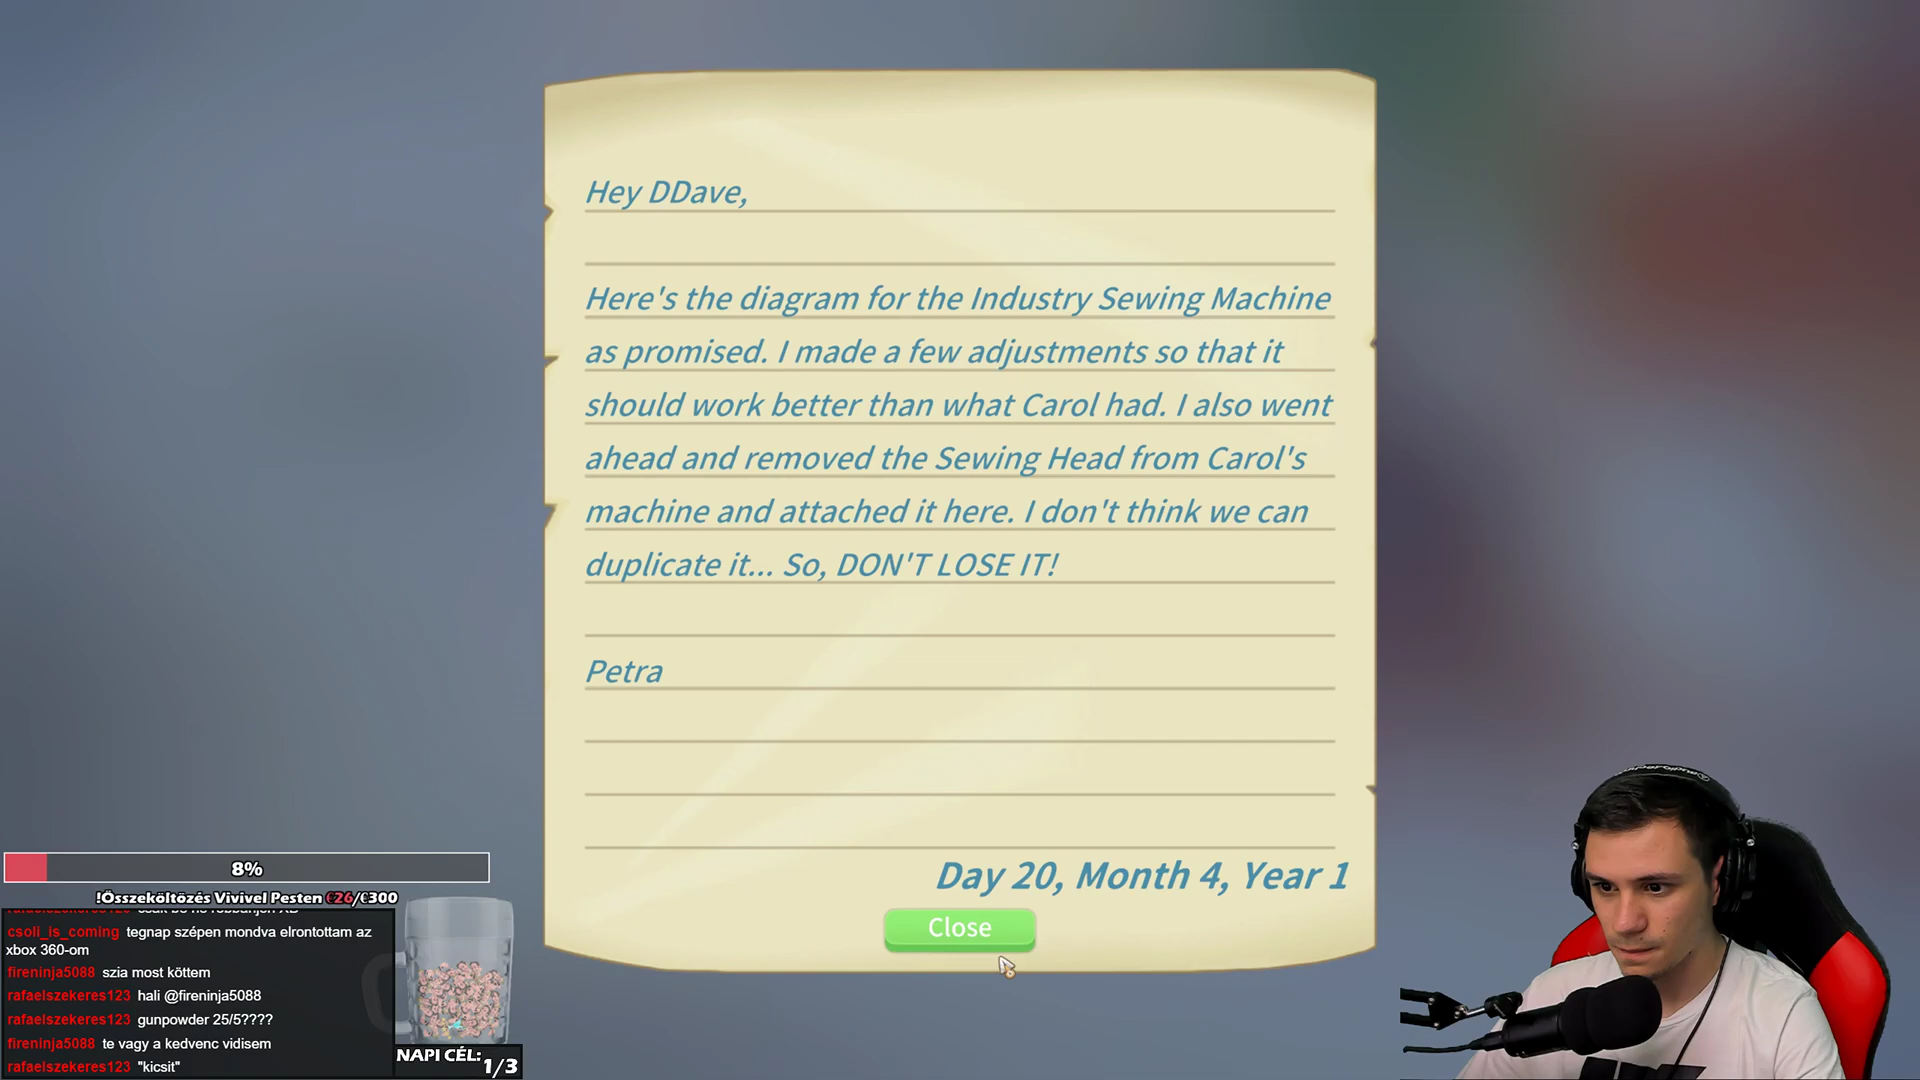 Hey DDave,
Here's the diagram for the Industry Sewing Machine
as promised. I made a few adjustments so that it
should work better than what Carol had. I also went
ahead and removed the Sewing Head from Carol's
machine and attached it here. I don't think we can
duplicate it... So, DON'T LOSE IT!
Petra
Day 20, Month 4, Year 1
Close
8%
!Összeköltözés Vivivel Pesten €26/€300
csoli_is_coming tegnap szépen mondva elrontottam az
xbox 360-om
fireninja5088 szia most köttem
rafaelszekeres123 hali @fireninja5088
rafaelszekeres123 gunpowder 25/5????
fireninja5088 te vagy a kedvenc vidisem
rafaelszekeres123 "kicsit"
NAPI CÉL:
1/3